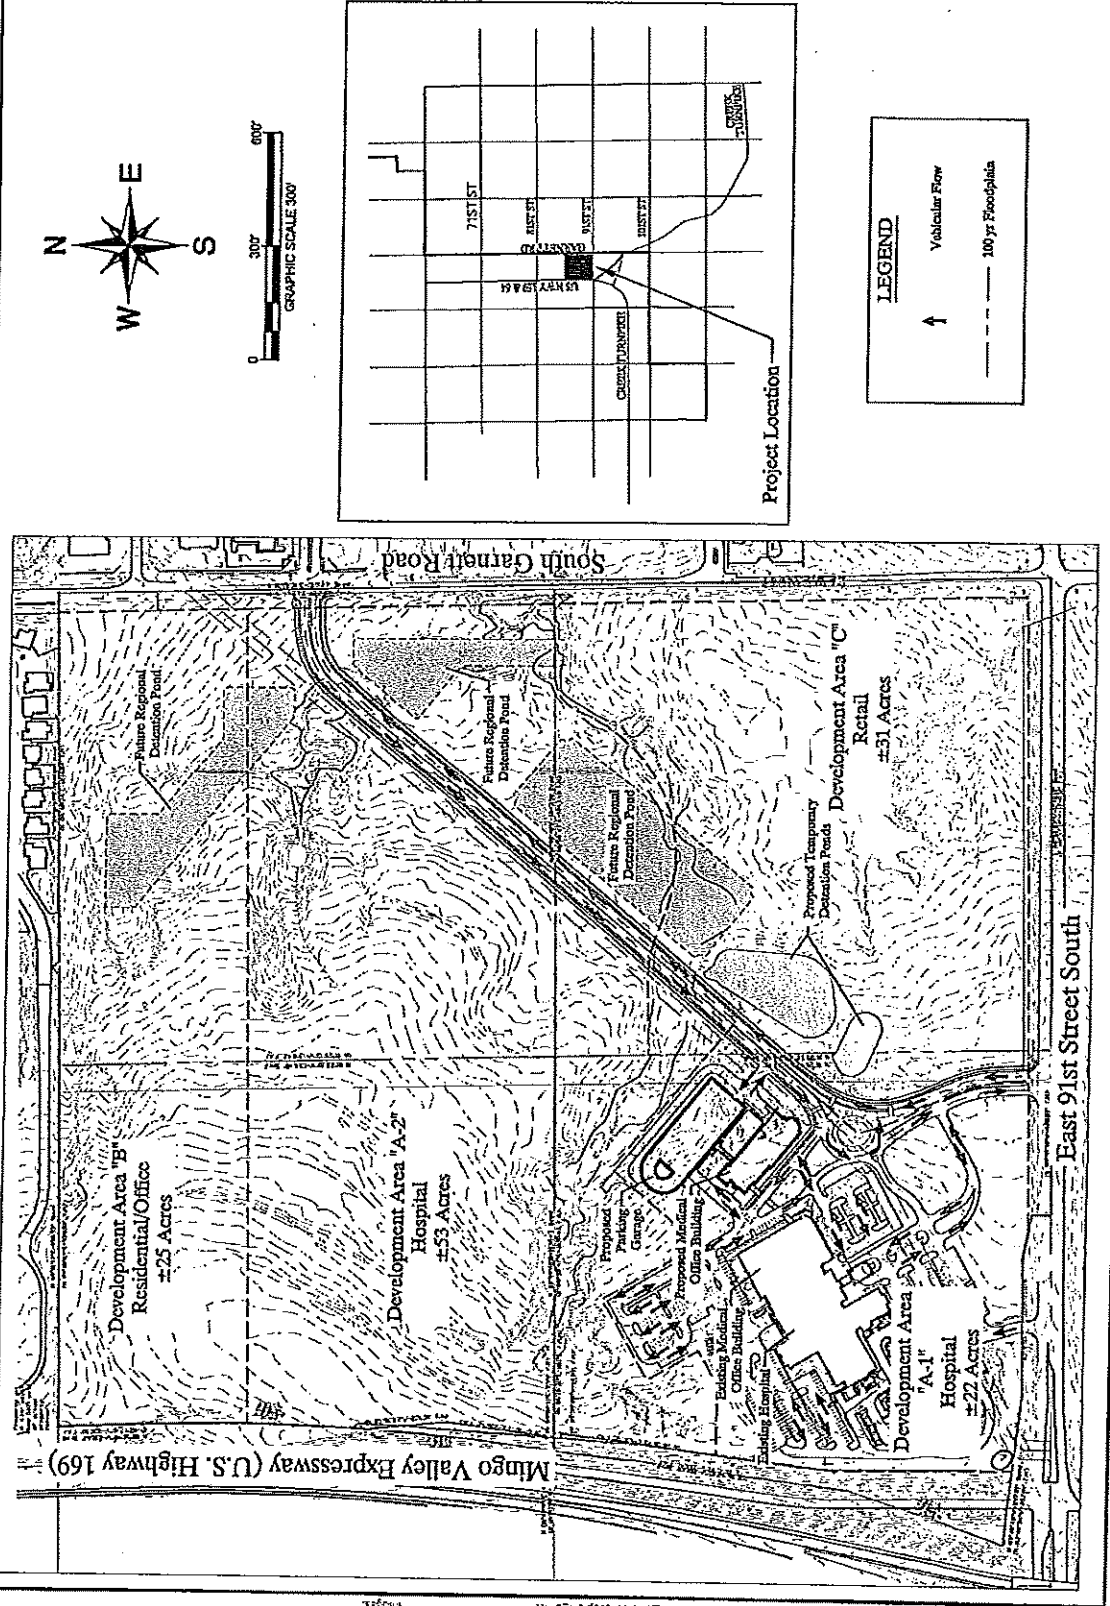 N
W
E
S
0
300'
600'
GRAPHIC SCALE 300'
71ST ST
81ST ST
91ST ST
101ST ST
GARNETT RD
US HWY 169 & 64
CREEK TURNPIKE
CREEK
TURNPIKE
Project Location
LEGEND
Vehicular Flow
100 yr Floodplain
South Garnett Road
Mingo Valley Expressway (U.S. Highway 169)
East 91st Street South
Development Area "B"
Residential/Office
±25 Acres
Future Regional
Detention Pond
Development Area "A-2"
Hospital
±53 Acres
Future Regional
Detention Pond
Future Regional
Detention Pond
Proposed
Parking
Garage
Proposed Medical
Office Building
Existing Medical
Office Building
Existing Hospital
Development Area
"A-1"
Hospital
±22 Acres
Proposed Temporary
Detention Ponds
Development Area "C"
Retail
±31 Acres